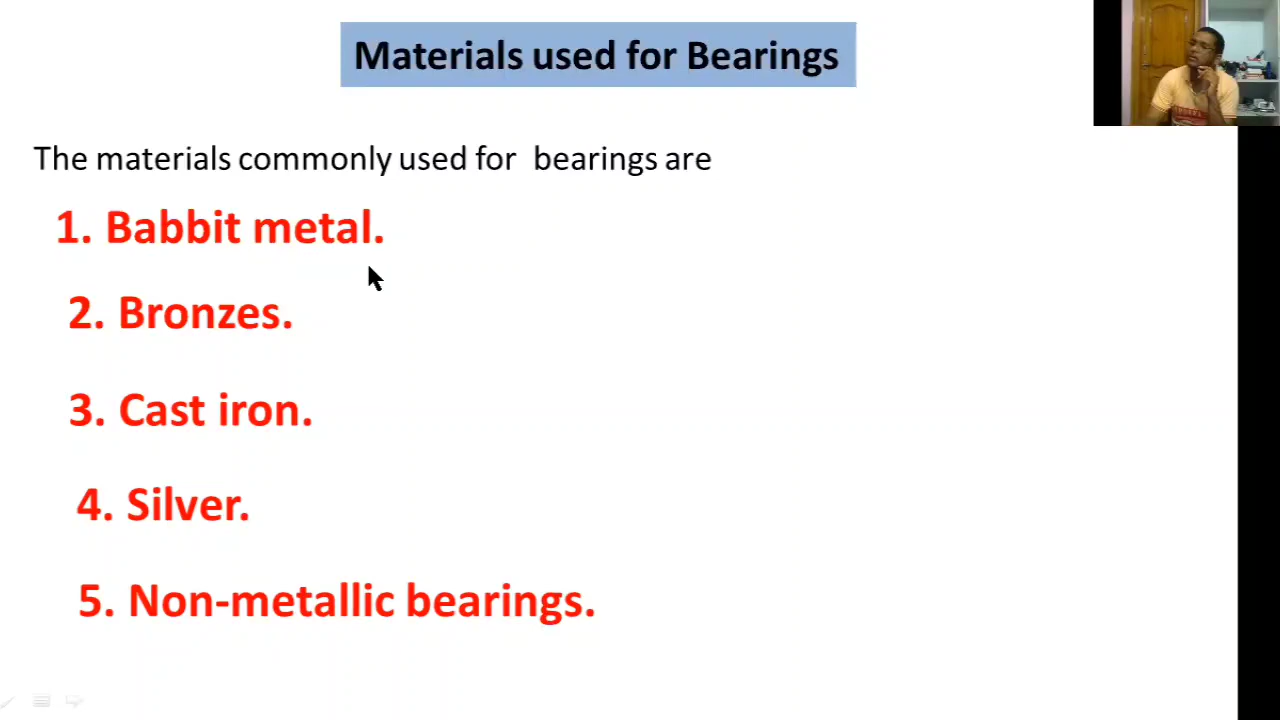 Materials used for Bearings
The materials commonly used for bearings are
1. Babbit metal.
2. Bronzes.
3. Cast iron.
4. Silver.
5. Non-metallic bearings.